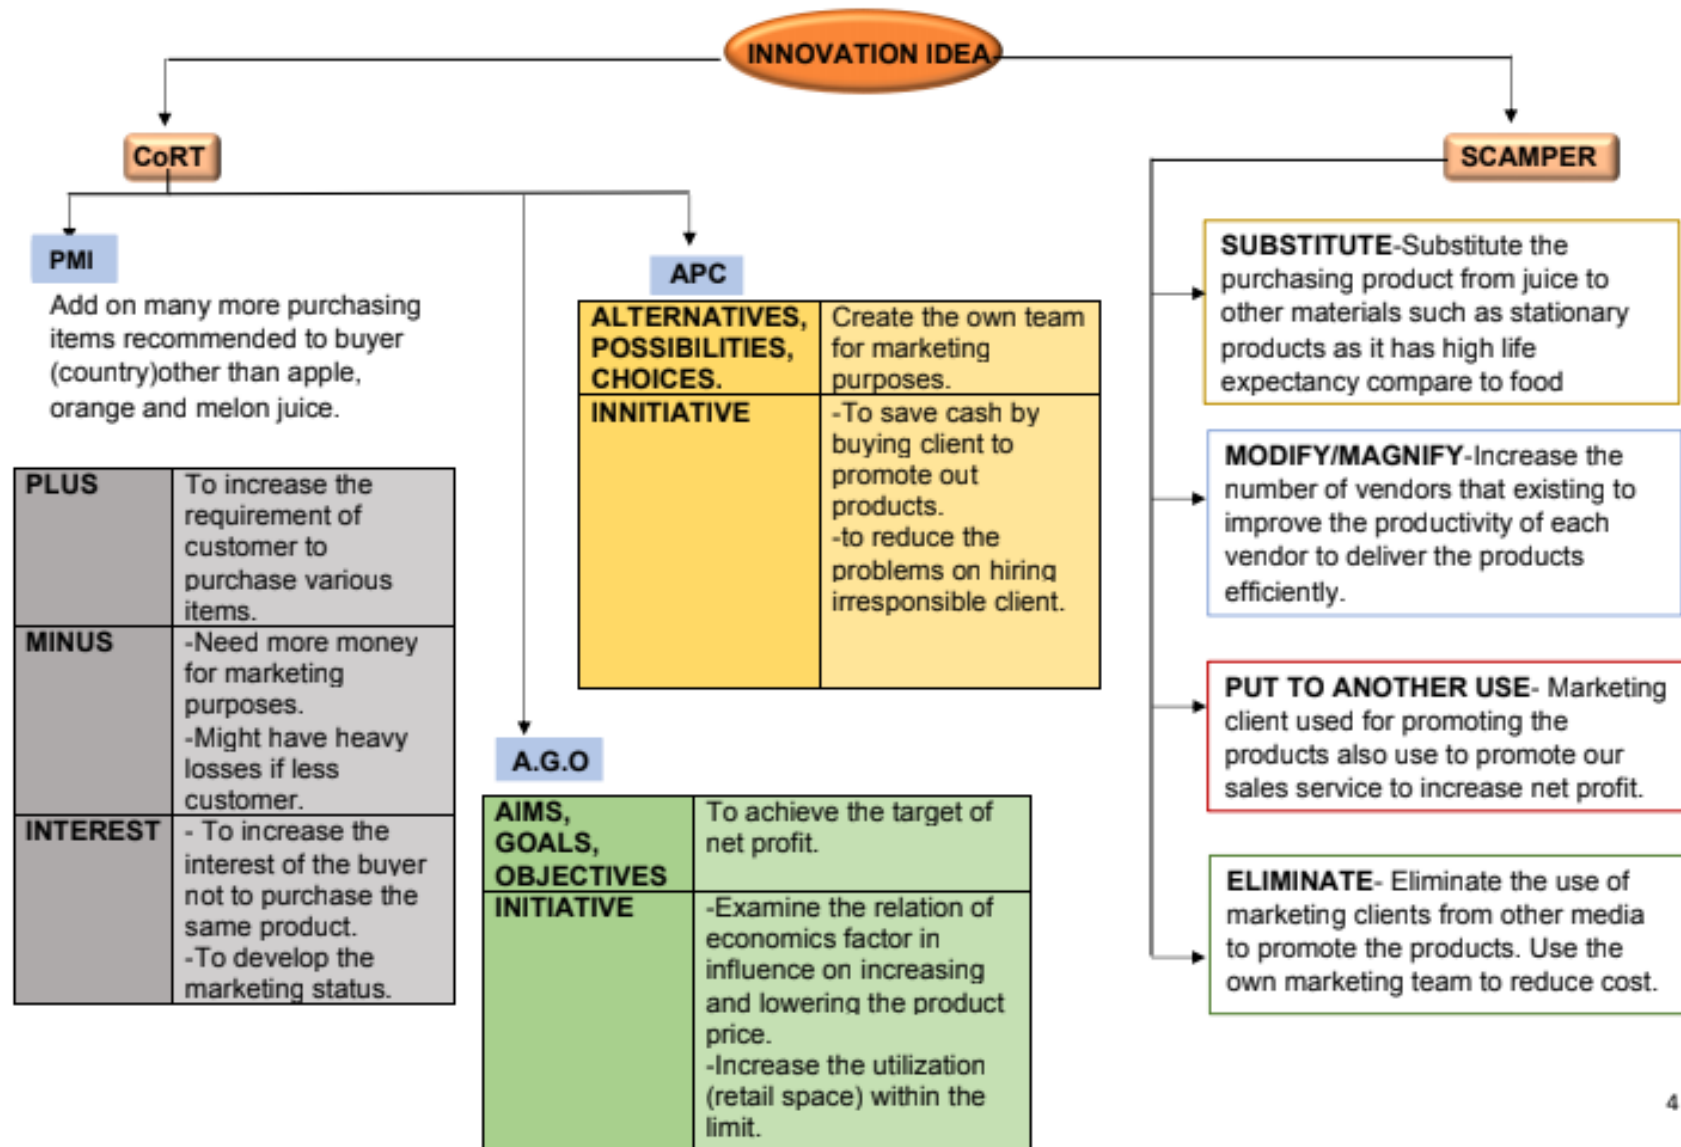 INNOVATION IDEA
CoRT
PMI
Add on many more purchasing
items recommended to buyer
(country)other than apple,
orange and melon juice.
PLUS
To increase the
requirement of
customer to
purchase various
items.
MINUS
-Need more money
for marketing
purposes.
-Might have heavy
losses if less
customer.
INTEREST
- To increase the
interest of the buyer
not to purchase the
same product.
-To develop the
marketing status.
APC
ALTERNATIVES,
POSSIBILITIES,
CHOICES.
Create the own team
for marketing
purposes.
INNITIATIVE
-To save cash by
buying client to
promote out
products.
-to reduce the
problems on hiring
irresponsible client.
A.G.O
AIMS,
GOALS,
OBJECTIVES
To achieve the target of
net profit.
INITIATIVE
-Examine the relation of
economics factor in
influence on increasing
and lowering the product
price.
-Increase the utilization
(retail space) within the
limit.
SCAMPER
SUBSTITUTE-Substitute the
purchasing product from juice to
other materials such as stationary
products as it has high life
expectancy compare to food
MODIFY/MAGNIFY-Increase the
number of vendors that existing to
improve the productivity of each
vendor to deliver the products
efficiently.
PUT TO ANOTHER USE- Marketing
client used for promoting the
products also use to promote our
sales service to increase net profit.
ELIMINATE- Eliminate the use of
marketing clients from other media
to promote the products. Use the
own marketing team to reduce cost.
4